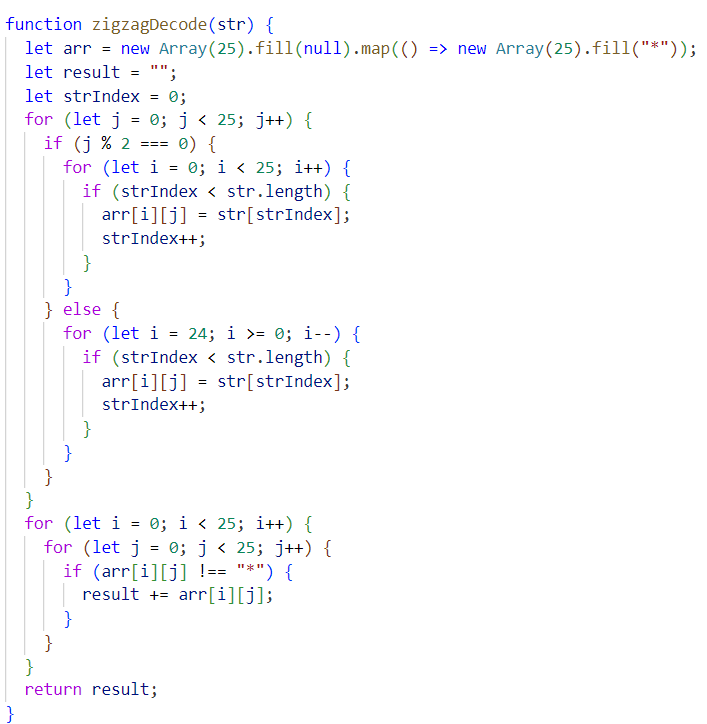 function zigzagDecode(str) {
  let arr = new Array(25).fill(null).map(() => new Array(25).fill("*"));
  let result = "";
  let strIndex = 0;
  for (let j = 0; j < 25; j++) {
    if (j % 2 === 0) {
      for (let i = 0; i < 25; i++) {
        if (strIndex < str.length) {
          arr[i][j] = str[strIndex];
          strIndex++;
        }
      }
    } else {
      for (let i = 24; i >= 0; i--) {
        if (strIndex < str.length) {
          arr[i][j] = str[strIndex];
          strIndex++;
        }
      }
    }
  }
  for (let i = 0; i < 25; i++) {
    for (let j = 0; j < 25; j++) {
      if (arr[i][j] !== "*") {
        result += arr[i][j];
      }
    }
  }
  return result;
}